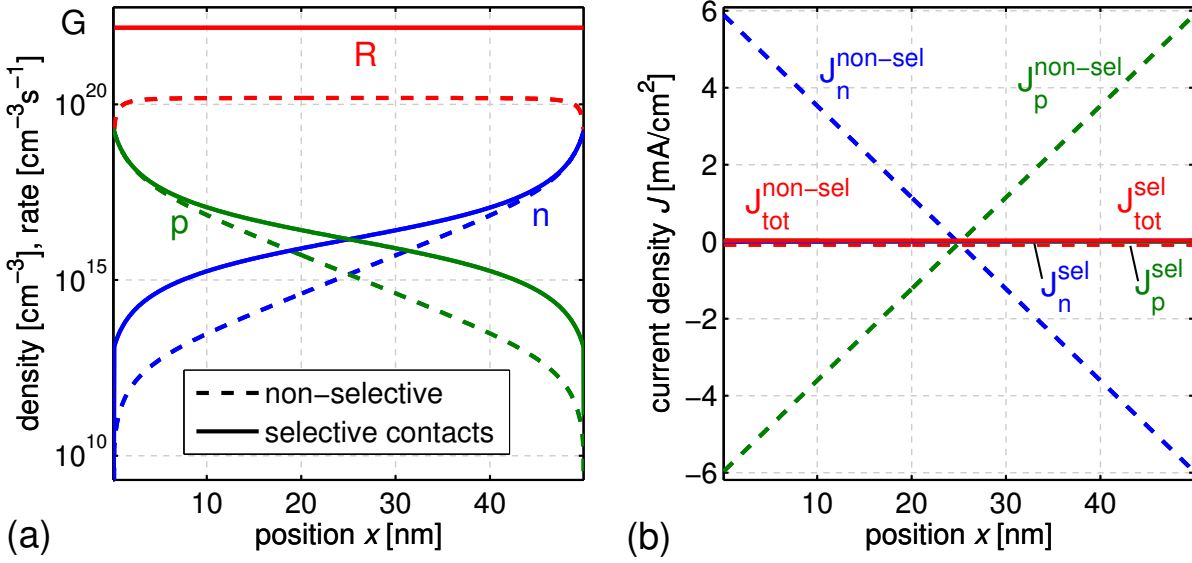 G
R
10^20
10^15
10^10
p
n
non-selective
selective contacts
10
20
30
40
position x [nm]
density [cm^-3], rate [cm^-3 s^-1]
(a)
6
4
2
0
-2
-4
-6
J_n^non-sel
J_p^non-sel
J_tot^non-sel
J_tot^sel
J_n^sel
J_p^sel
10
20
30
40
position x [nm]
current density J [mA/cm^2]
(b)